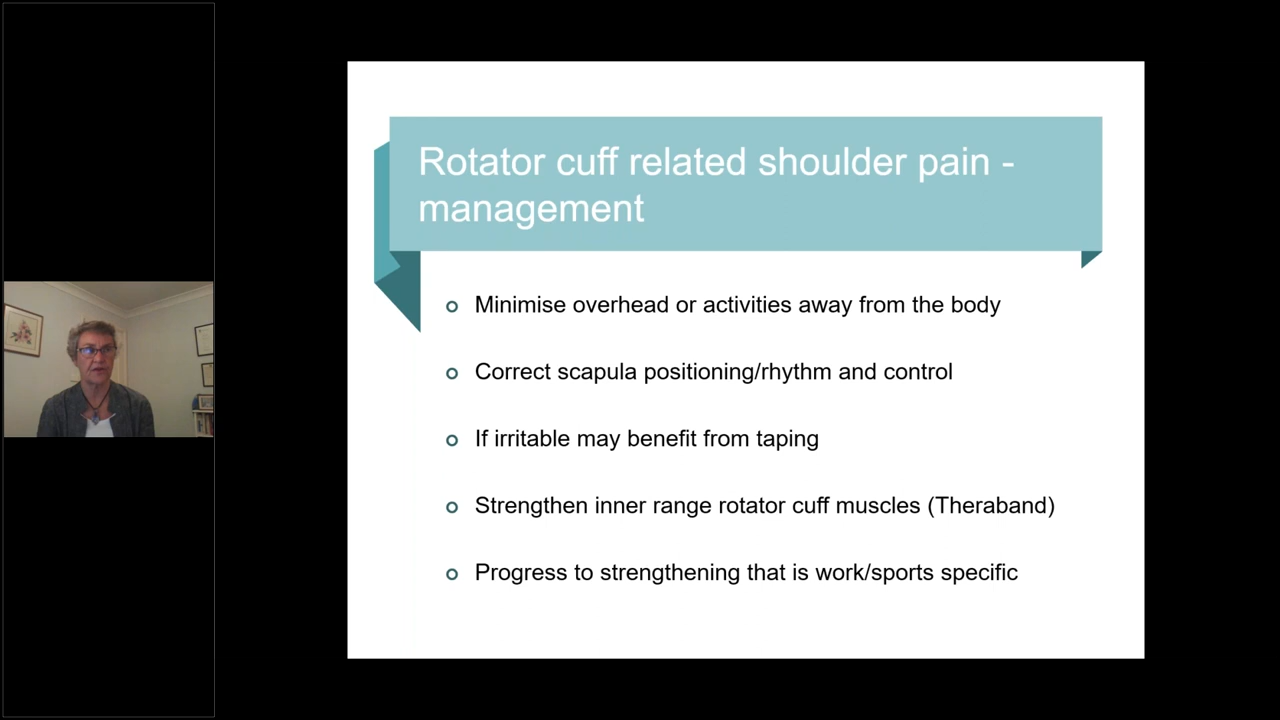 Rotator cuff related shoulder pain -
management
Minimise overhead or activities away from the body
Correct scapula positioning/rhythm and control
If irritable may benefit from taping
Strengthen inner range rotator cuff muscles (Theraband)
Progress to strengthening that is work/sports specific